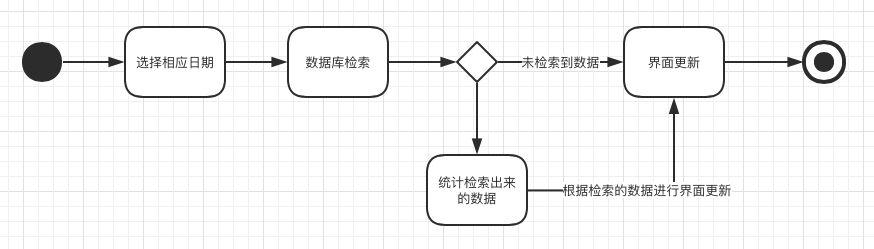 选择相应日期
数据库检索
未检索到数据
界面更新
统计检索出来
的数据
根据检索的数据进行界面更新